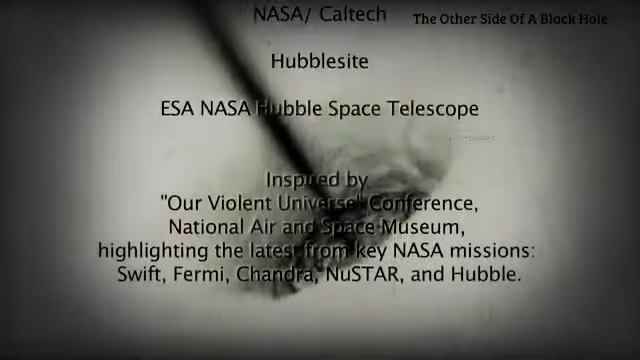 NASA/ Caltech
The Other Side Of A Black Hole
Hubblesite
ESA NASA Hubble Space Telescope
Inspired by
"Our Violent Universe" Conference,
National Air and Space Museum,
highlighting the latest from key NASA missions:
Swift, Fermi, Chandra, NuSTAR, and Hubble.